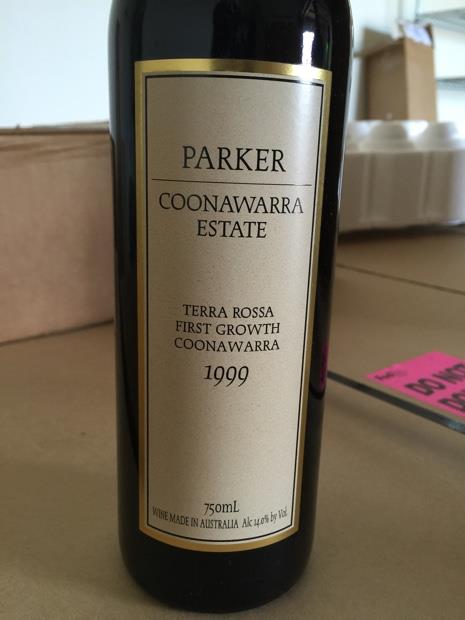 PARKER
COONAWARRA
ESTATE
TERRA ROSSA
FIRST GROWTH
COONAWARRA
1999
750mL
WINE MADE IN AUSTRALIA Alc 14.0% by Vol.
DO NOT